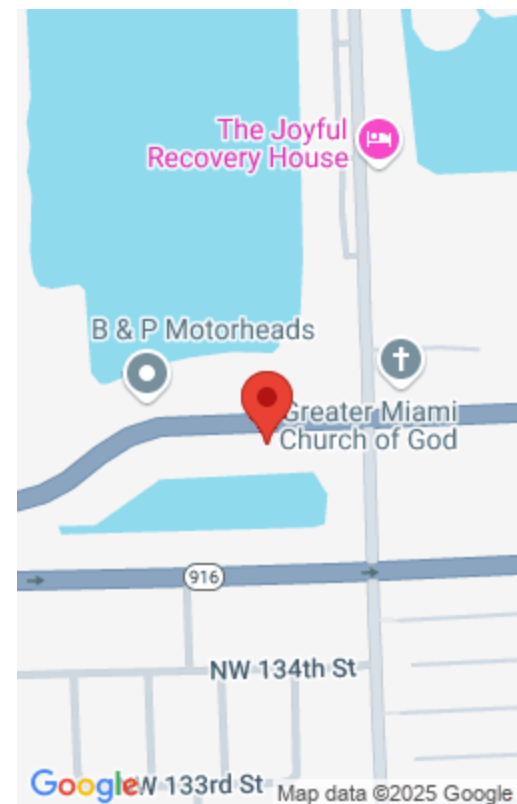 The Joyful
Recovery House
B & P Motorheads
Greater Miami
Church of God
916
NW 134th St
NW 133rd St
Google
Map data ©2025 Google